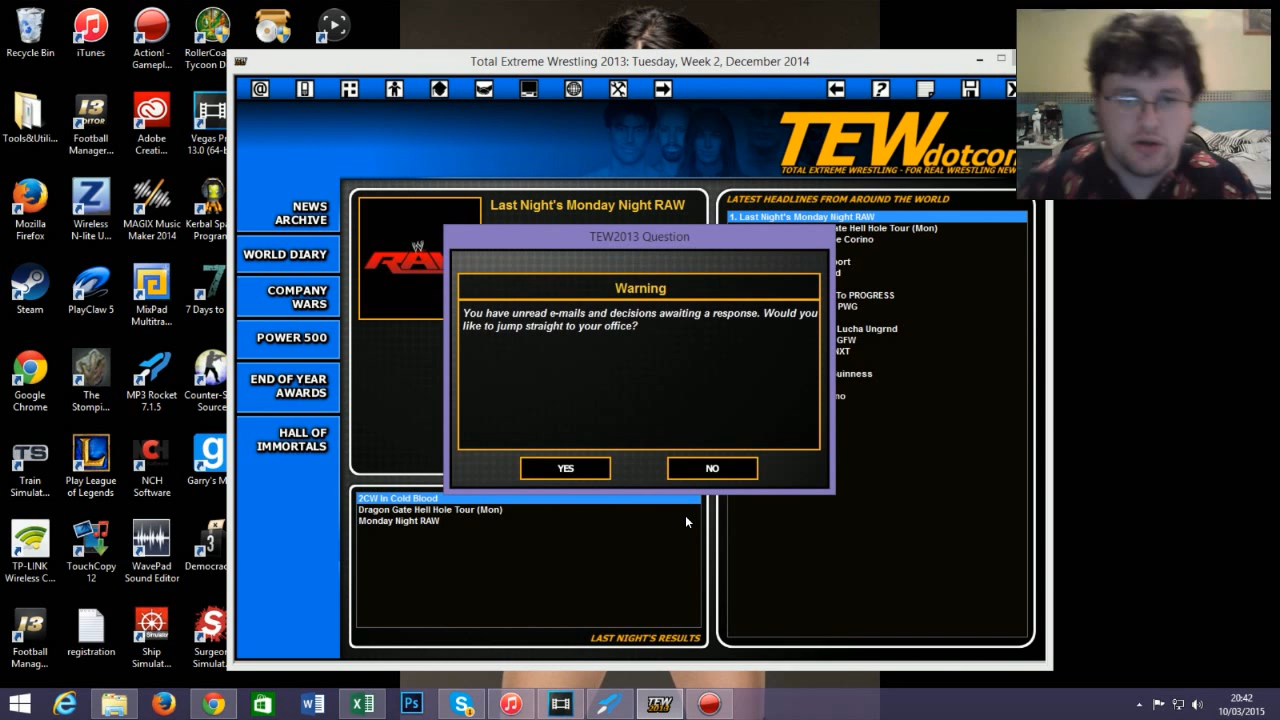 Recycle Bin
iTunes
Action! - Gamepl...
RollerCoa Tycoon D
Tools&Utili...
Football Manager...
Adobe Creati...
Vegas Pr 13.0 (64-b
Mozilla Firefox
Wireless N-lite U...
MAGIX Music Maker 2014
Kerbal Spa Program
Steam
PlayClaw 5
MixPad Multitra...
7 Days to
Google Chrome
The Stompi...
MP3 Rocket 7.1.5
Counter-S Source
Train Simulat...
Play League of Legends
NCH Software
Garry's M
TP-LINK Wireless C...
TouchCopy 12
WavePad Sound Editor
Democrac
Football Manag...
registration
Ship Simulat...
Surgeon Simulat
Total Extreme Wrestling 2013: Tuesday, Week 2, December 2014
TEWdotcom
TOTAL EXTREME WRESTLING - FOR REAL WRESTLING NEW
NEWS ARCHIVE
WORLD DIARY
COMPANY WARS
POWER 500
END OF YEAR AWARDS
HALL OF IMMORTALS
Last Night's Monday Night RAW
RAW
LATEST HEADLINES FROM AROUND THE WORLD
1. Last Night's Monday Night RAW
ate Hell Hole Tour (Mon)
e Corino
port
d
To PROGRESS
PWG
Lucha Ungrnd
GFW
NXT
uinness
no
TEW2013 Question
Warning
You have unread e-mails and decisions awaiting a response. Would you
like to jump straight to your office?
YES
NO
2CW In Cold Blood
Dragon Gate Hell Hole Tour (Mon)
Monday Night RAW
LAST NIGHT'S RESULTS
20:42
10/03/2015